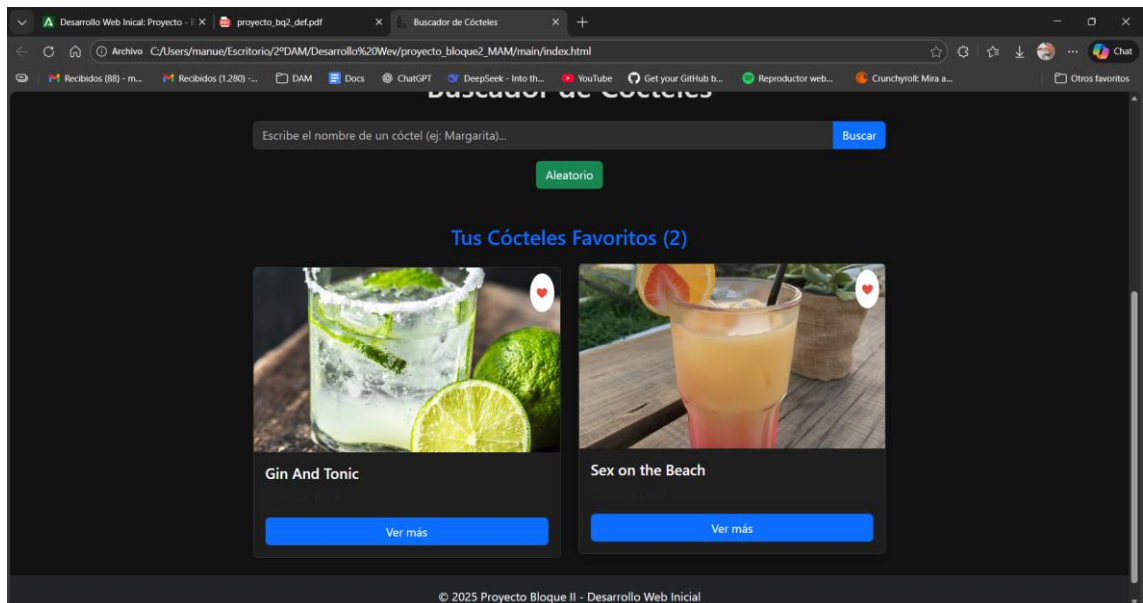 Desarrollo Web Inical: Proyecto -
proyecto_bq2_def.pdf
Buscador de Cócteles
Archivo C:/Users/manue/Escritorio/2ºDAM/Desarrollo%20Wev/proyecto_bloque2_MAM/main/index.html
Chat
Recibidos (88) - m...
Recibidos (1.280) -...
DAM
Docs
ChatGPT
DeepSeek - Into th...
YouTube
Get your GitHub b...
Reproductor web...
Crunchyroll: Mira a...
Otros favoritos
Buscador de Cócteles
Escribe el nombre de un cóctel (ej: Margarita)...
Buscar
Aleatorio
Tus Cócteles Favoritos (2)
Gin And Tonic
Sex on the Beach
Ver más
Ver más
© 2025 Proyecto Bloque II - Desarrollo Web Inicial